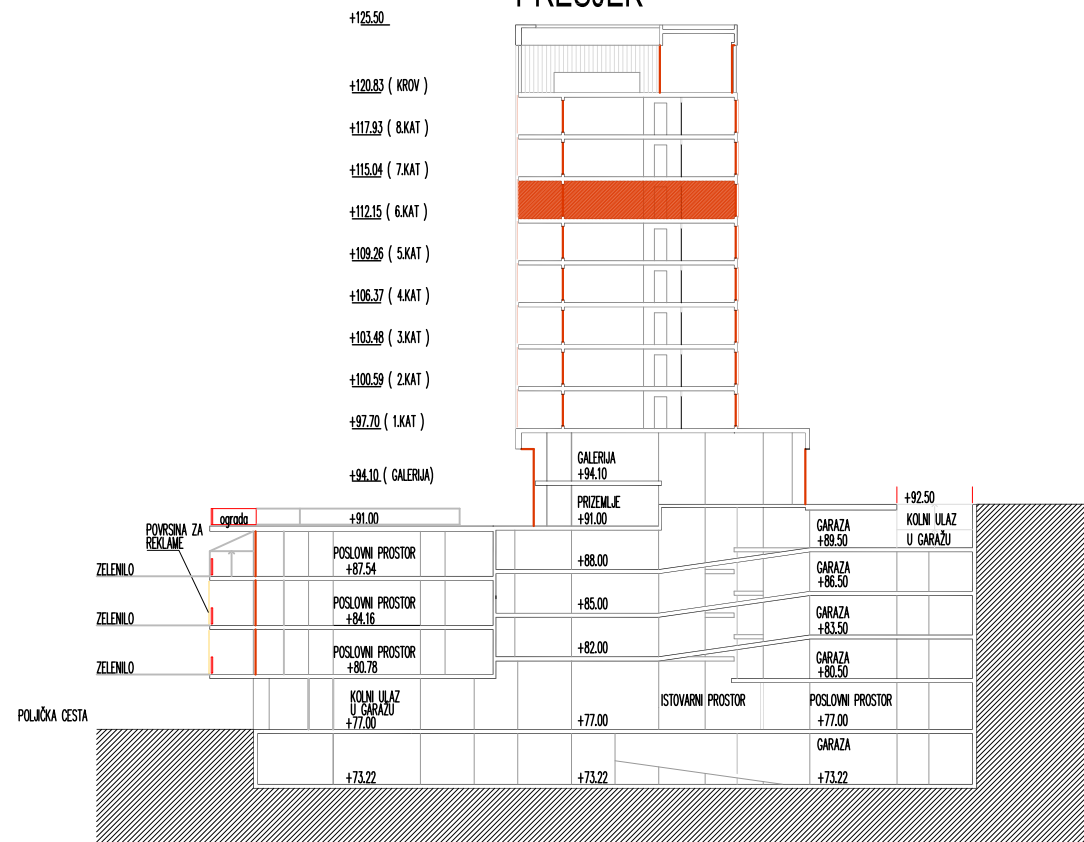 PRESJEK
+125.50
+120.83 ( KROV )
+117.93 ( 8.KAT )
+115.04 ( 7.KAT )
+112.15 ( 6.KAT )
+109.26 ( 5.KAT )
+106.37 ( 4.KAT )
+103.48 ( 3.KAT )
+100.59 ( 2.KAT )
+97.70 ( 1.KAT )
+94.10 ( GALERIJA)
GALERIJA
+94.10
PRIZEMLJE
+91.00
+92.50
KOLNI ULAZ
U GARAŽU
ograda
+91.00
POVRSINA ZA
REKLAME
GARAZA
+89.50
POSLOVNI PROSTOR
+87.54
+88.00
GARAZA
+86.50
ZELENILO
POSLOVNI PROSTOR
+84.16
+85.00
GARAZA
+83.50
ZELENILO
POSLOVNI PROSTOR
+80.78
+82.00
GARAZA
+80.50
ZELENILO
POLJIČKA CESTA
KOLNI ULAZ
U GARAŽU
+77.00
+77.00
ISTOVARNI PROSTOR
POSLOVNI PROSTOR
+77.00
GARAZA
+73.22
+73.22
+73.22